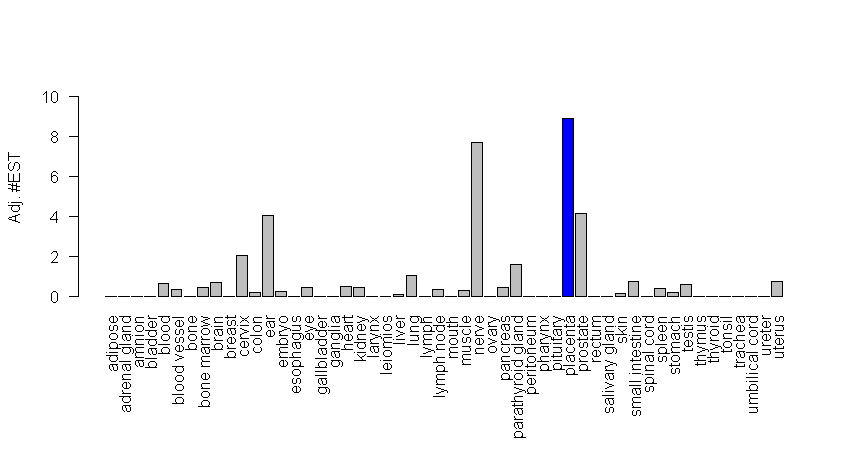 10
8
6
4
2
0
Adj. #EST
adipose
adrenal gland
amnion
bladder
blood
blood vessel
bone
bone marrow
brain
breast
cervix
colon
ear
embryo
esophagus
eye
gallbladder
ganglia
heart
kidney
larynx
leiomios
liver
lung
lymph
lymph node
mouth
muscle
nerve
ovary
pancreas
parathyroid gland
peritoneum
pharynx
pituitary
placenta
prostate
rectum
salivary gland
skin
small intestine
spinal cord
spleen
stomach
testis
thymus
thyroid
tonsil
trachea
umbilical cord
ureter
uterus